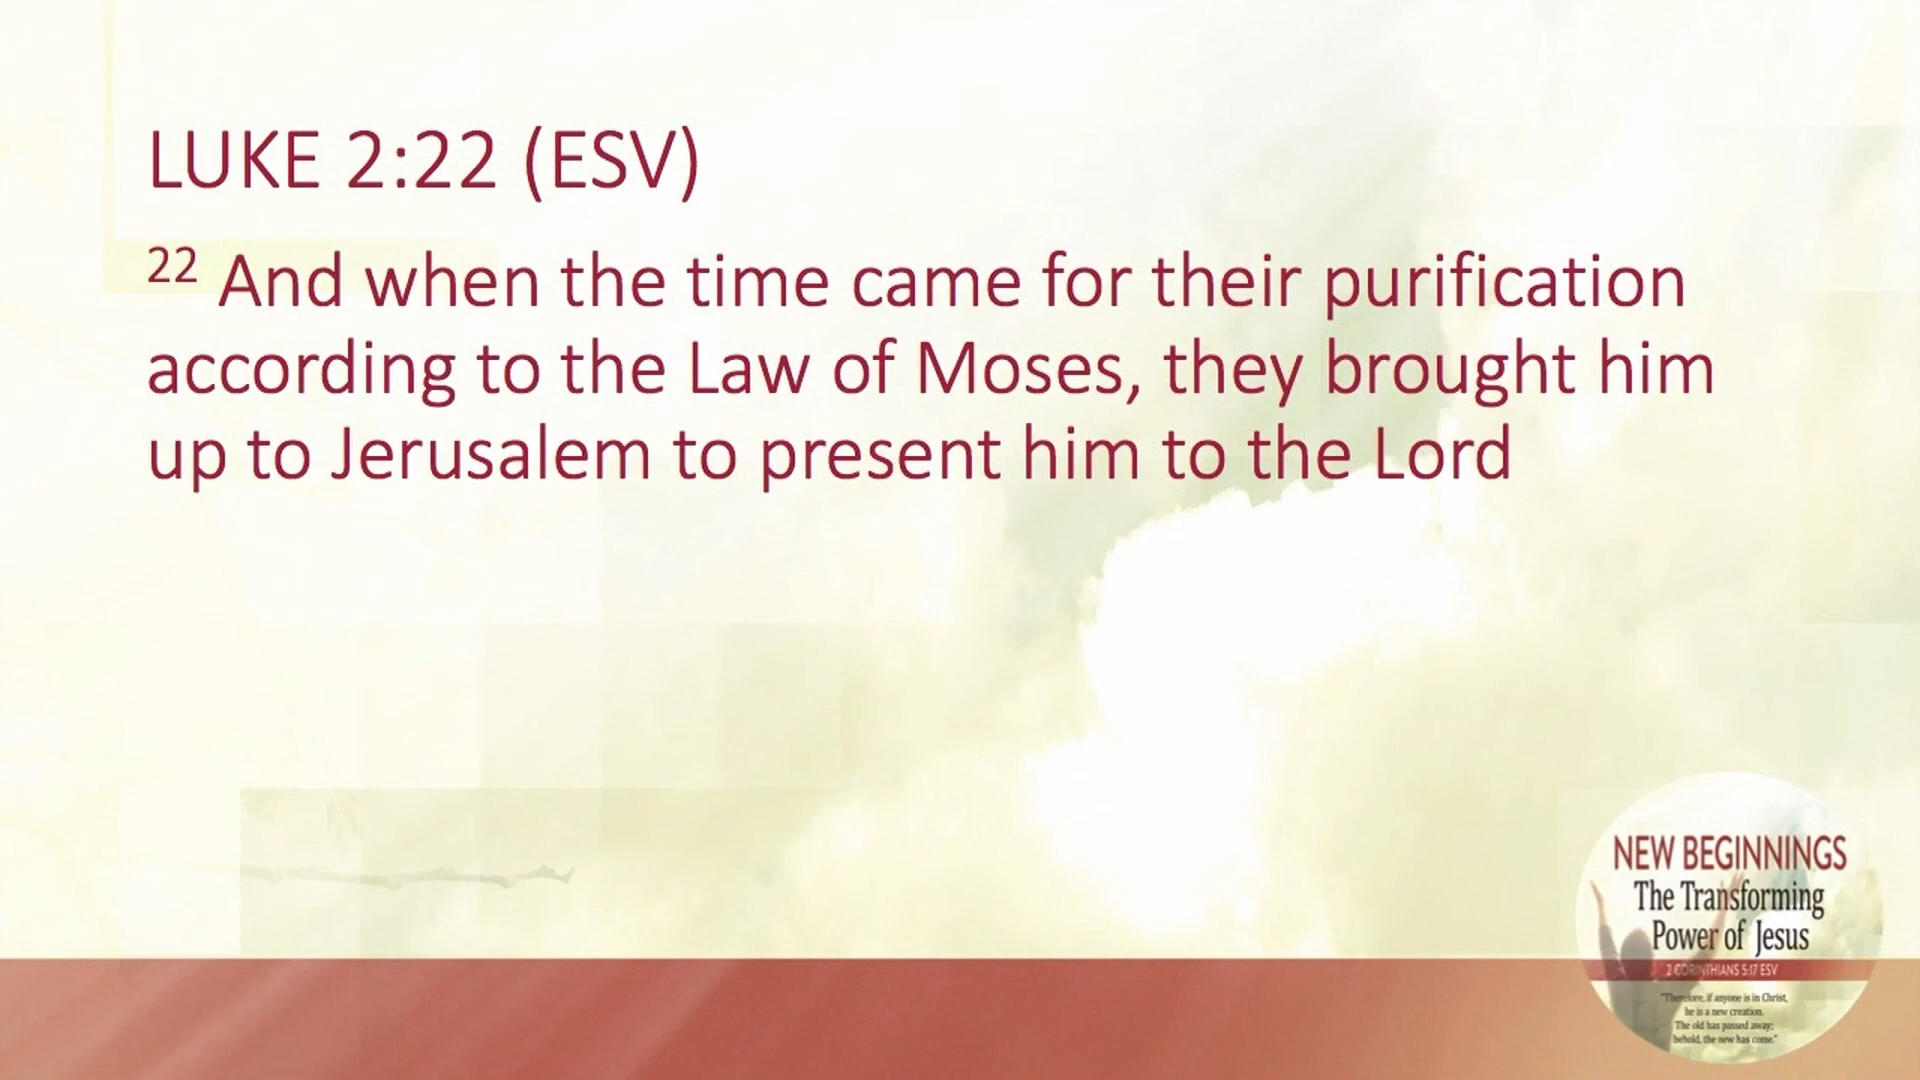 LUKE 2:22 (ESV)
22 And when the time came for their purification
according to the Law of Moses, they brought him
up to Jerusalem to present him to the Lord
NEW BEGINNINGS
The Transforming
Power of Jesus
2 CORINTHIANS 5:17 ESV
"Therefore, if anyone is in Christ,
he is a new creation.
The old has passed away;
behold, the new has come."